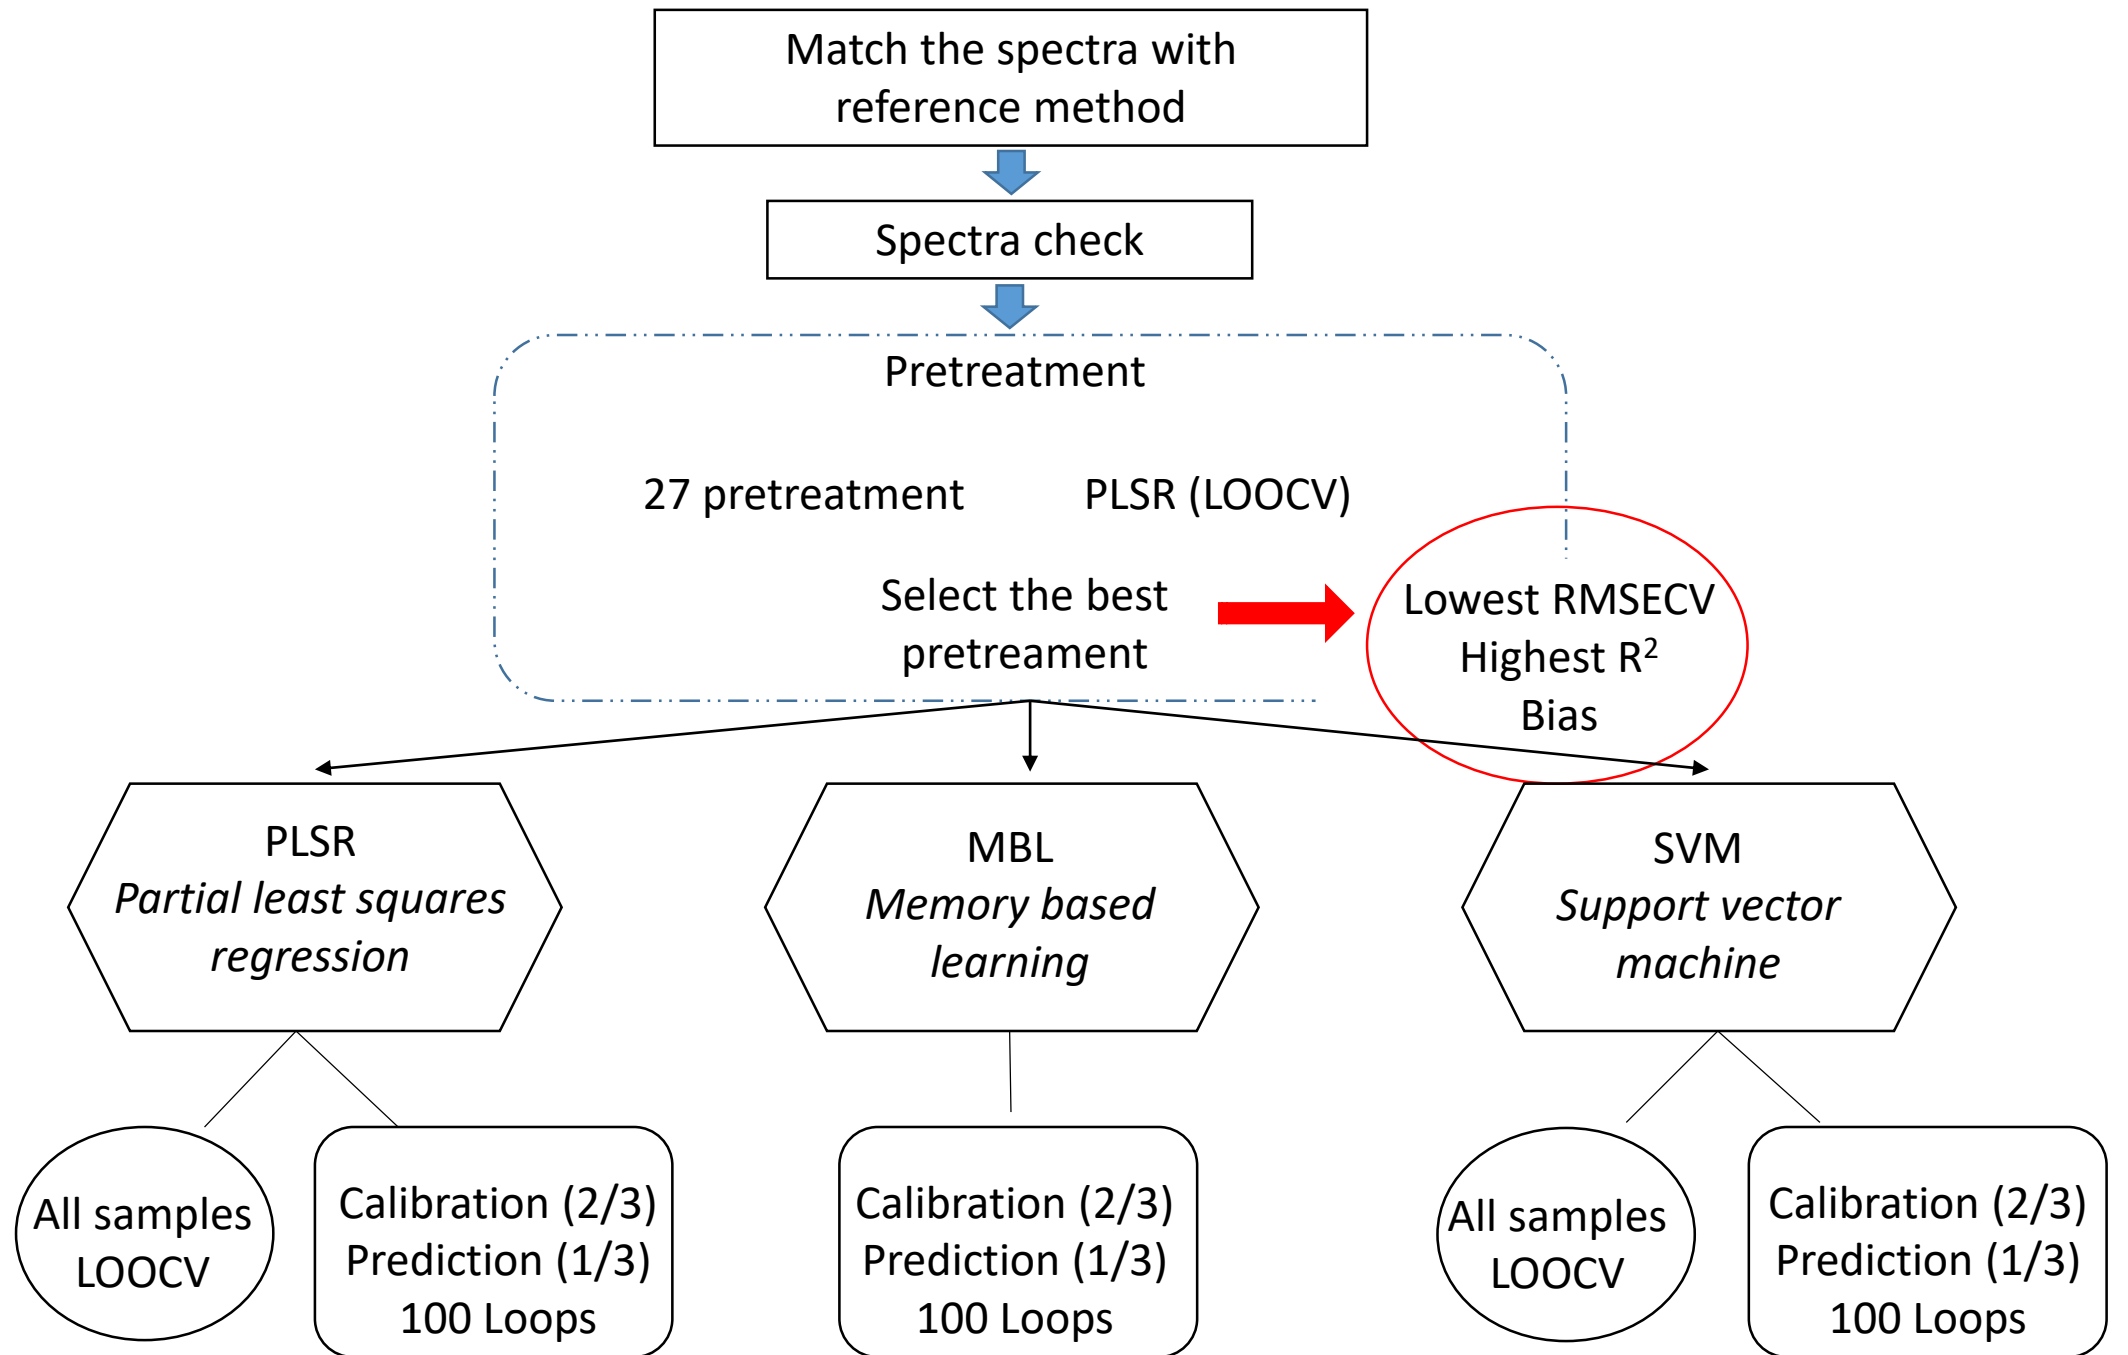 Match the spectra with
reference method
Spectra check
Pretreatment
27 pretreatment
PLSR (LOOCV)
Select the best
pretreament
Lowest RMSECV
Highest R²
Bias
PLSR
Partial least squares
regression
MBL
Memory based
learning
SVM
Support vector
machine
All samples
LOOCV
Calibration (2/3)
Prediction (1/3)
100 Loops
Calibration (2/3)
Prediction (1/3)
100 Loops
All samples
LOOCV
Calibration (2/3)
Prediction (1/3)
100 Loops